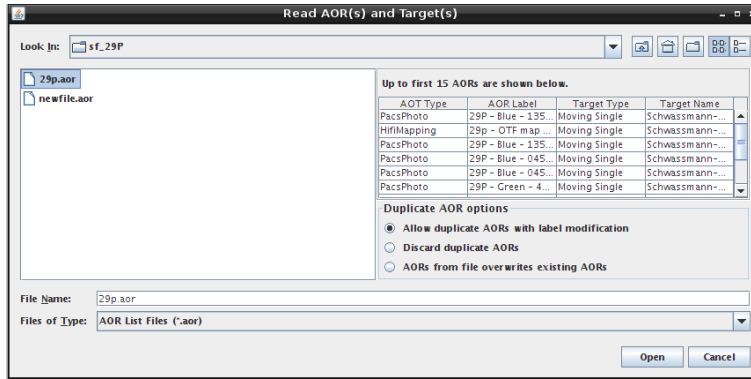 Read AOR(s) and Target(s)
Look In: sf_29P
29p.aor
newfile.aor
Up to first 15 AORs are shown below.
AOT Type AOR Label Target Type Target Name
PacsPhoto 29P - Blue - 135... Moving Single Schwassmann-...
HifiMapping 29p - OTF map ... Moving Single Schwassmann-...
PacsPhoto 29P - Blue - 135... Moving Single Schwassmann-...
PacsPhoto 29P - Blue - 045... Moving Single Schwassmann-...
PacsPhoto 29P - Blue - 045... Moving Single Schwassmann-...
PacsPhoto 29P - Green - 4... Moving Single Schwassmann-...
Duplicate AOR options
Allow duplicate AORs with label modification
Discard duplicate AORs
AORs from file overwrites existing AORs
File Name: 29p.aor
Files of Type: AOR List Files (*.aor)
Open Cancel